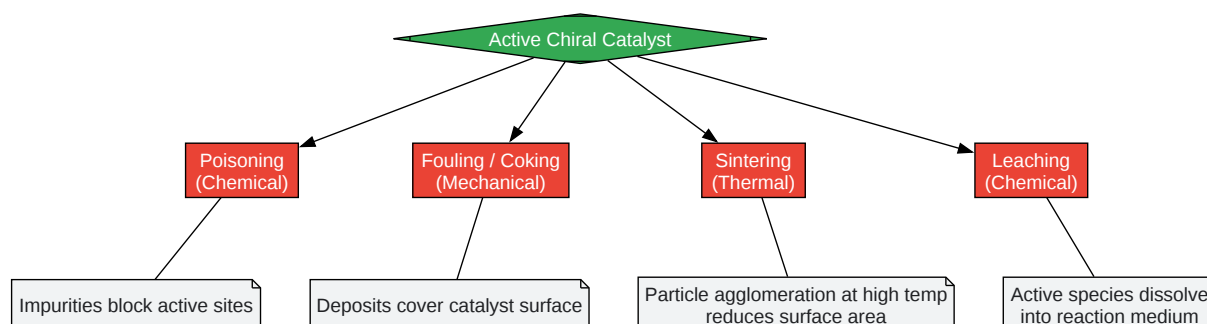 Active Chiral Catalyst
Poisoning
(Chemical)
Fouling / Coking
(Mechanical)
Sintering
(Thermal)
Leaching
(Chemical)
Impurities block active sites
Deposits cover catalyst surface
Particle agglomeration at high temp
reduces surface area
Active species dissolve
into reaction medium